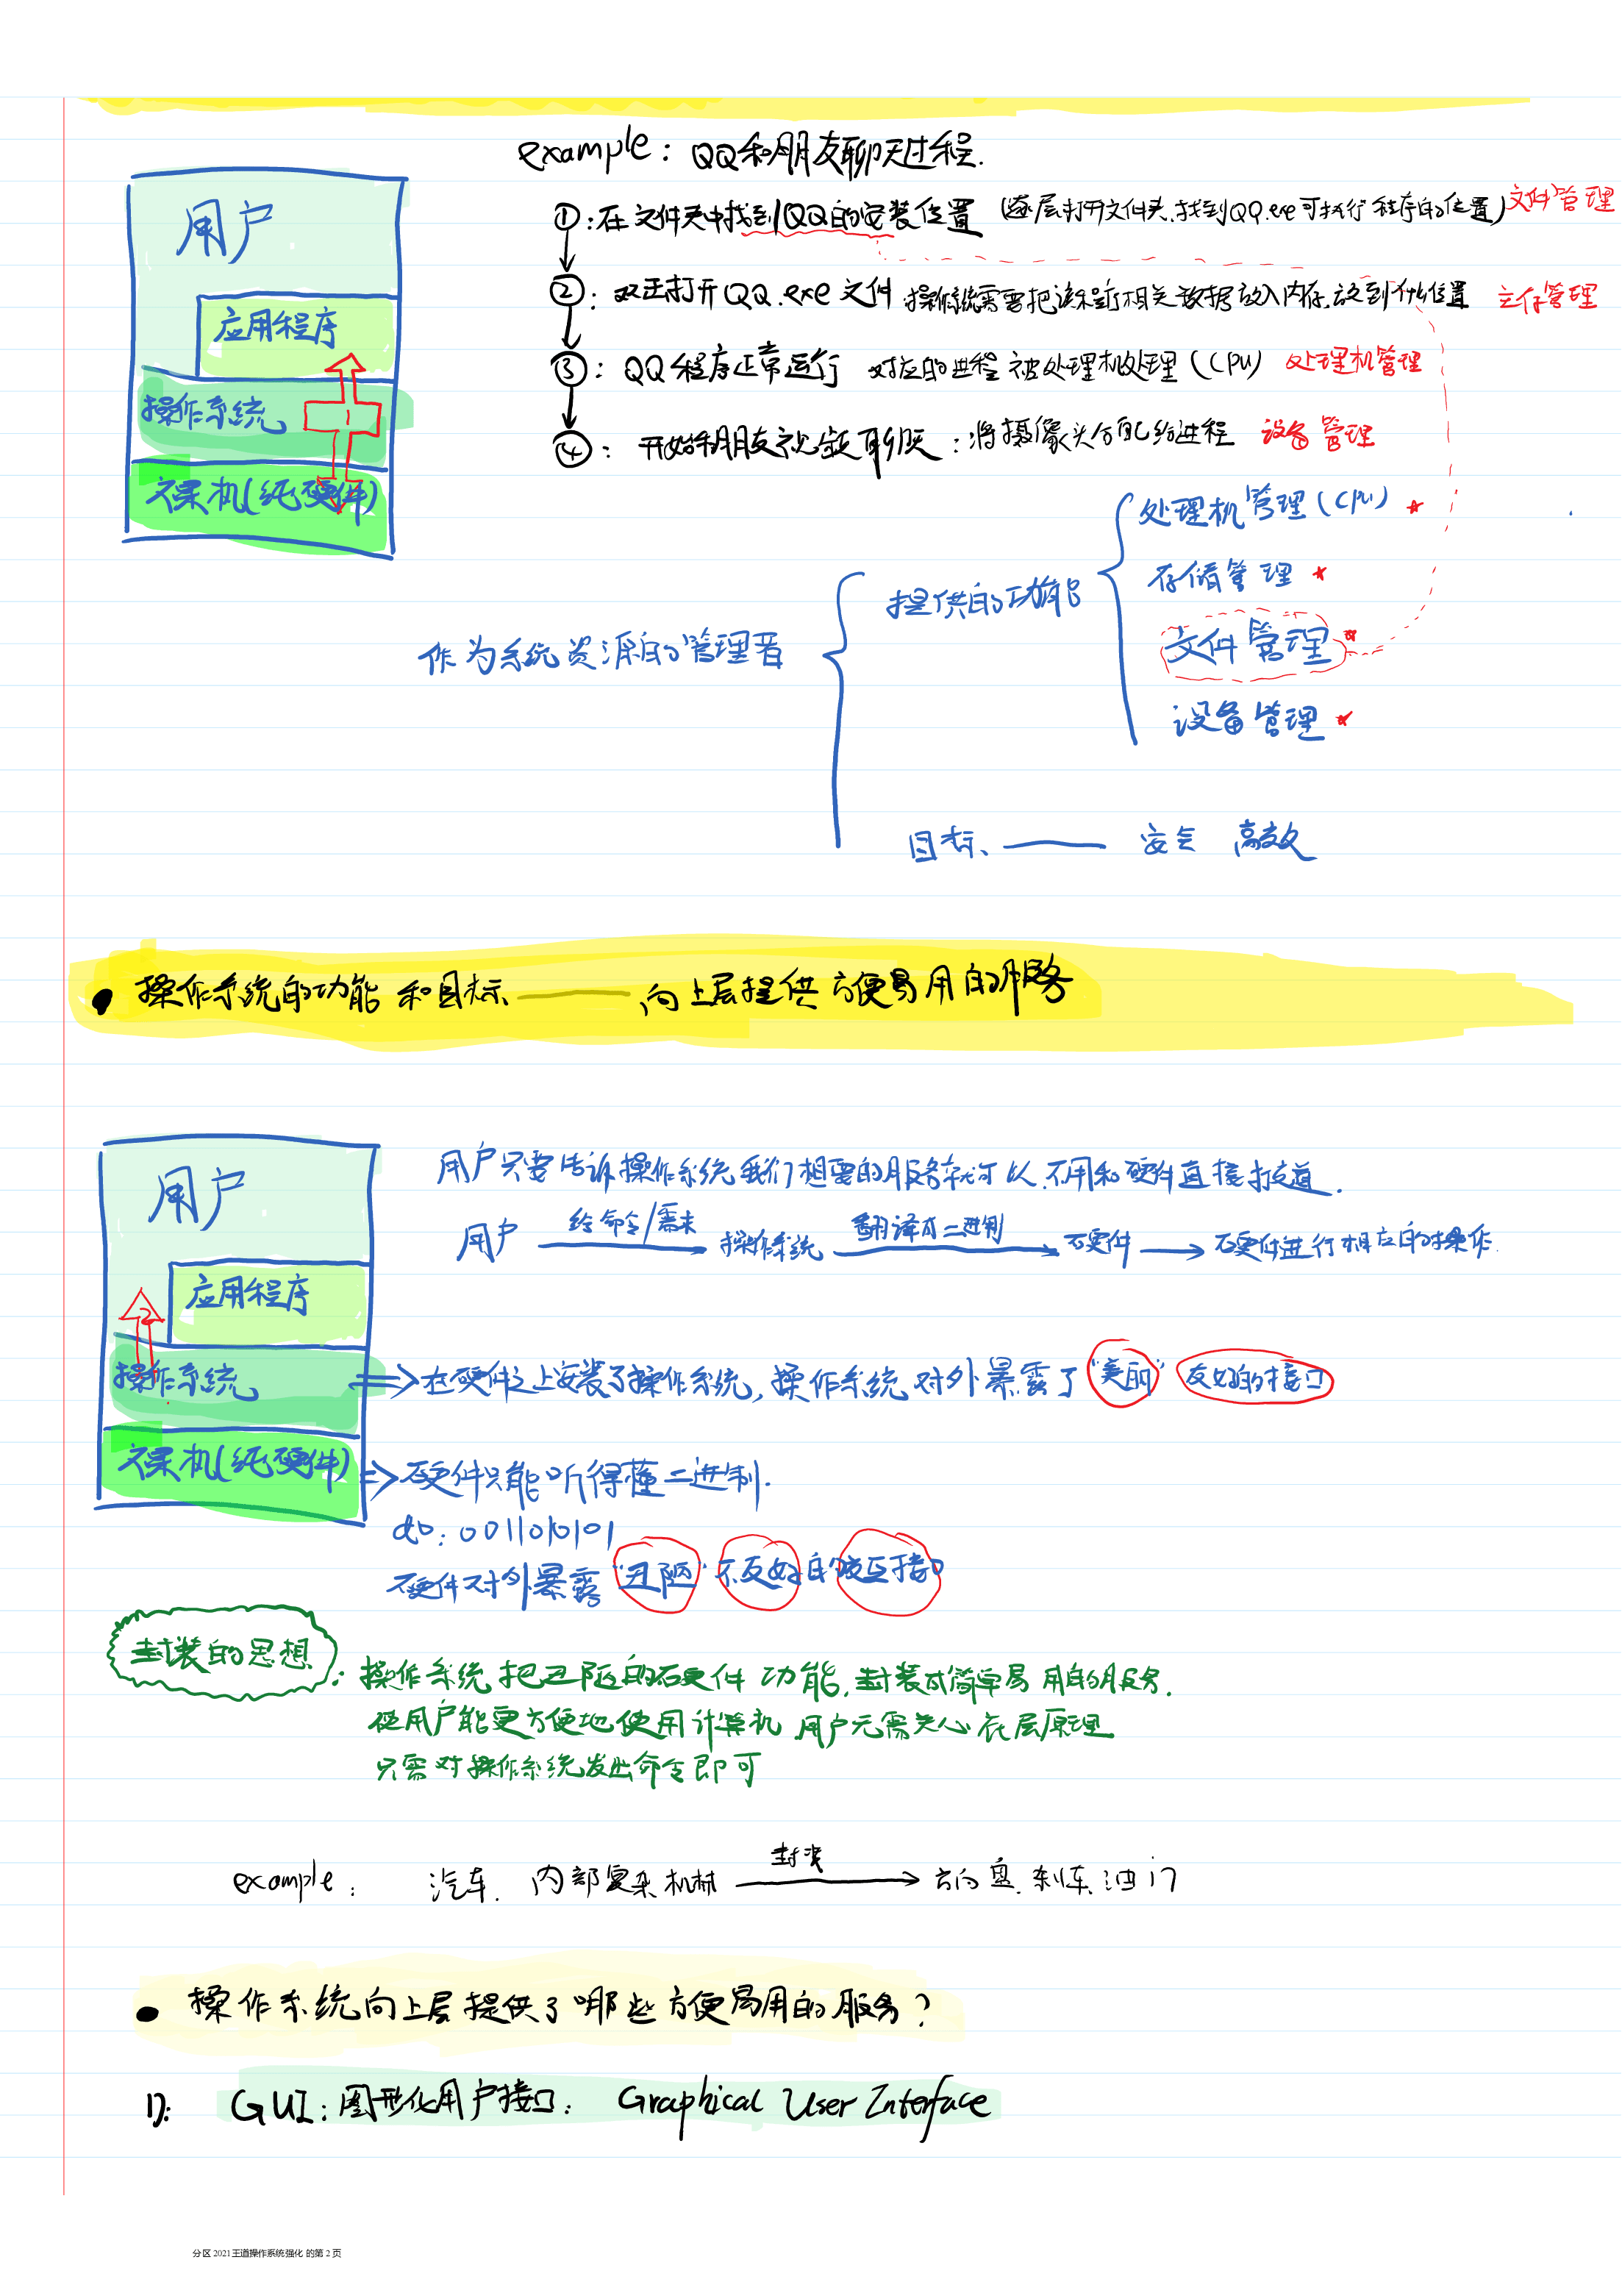 example: QQ和朋友聊天过程.
用户
应用程序
操作系统
裸机(纯硬件)
①:在文件夹中找到QQ的安装位置 (逐层打开文件夹.找到QQ.exe可执行程序的位置) 文件管理
②: 双击打开QQ.exe文件 操作系统需要把该程序相关数据放入内存.放到什么位置 存管理
③: QQ程序正常运行 对应的进程被处理机处理(CPU) 处理机管理
④: 开始和朋友视频聊天:将摄像头分配给进程 设备管理
作为系统资源的管理者
提供的功能
处理机管理(CPU)
存储管理
文件管理
设备管理
目标、—— 安全 高效
• 操作系统的功能和目标、—— 向上层提供方便易用的服务
用户
应用程序
操作系统
裸机(纯硬件)
2
用户只要告诉操作系统我们想要的服务就可以.不用和硬件直接打交道.
用户 给命令/需求 → 操作系统 翻译成二进制 → 硬件 → 硬件进行相应的操作.
⇒ 在硬件之上安装了操作系统, 操作系统对外暴露了"美丽" 友好的接口
⇒ 硬件只能听得懂二进制.
do: 001101010101
硬件对外暴露"丑陋"不友好的交互接口
封装的思想: 操作系统把丑陋的硬件功能,封装成简单易用的服务.
使用户能更方便地使用计算机 用户无需关心底层原理
只需对操作系统发出命令即可
example: 汽车. 内部复杂机械 封装 → 方向盘.刹车.油门
• 操作系统向上层提供了哪些方便易用的服务?
1): GUI: 图形化用户接口: Graphical User Interface
分区 2021王道操作系统强化 的第 2 页